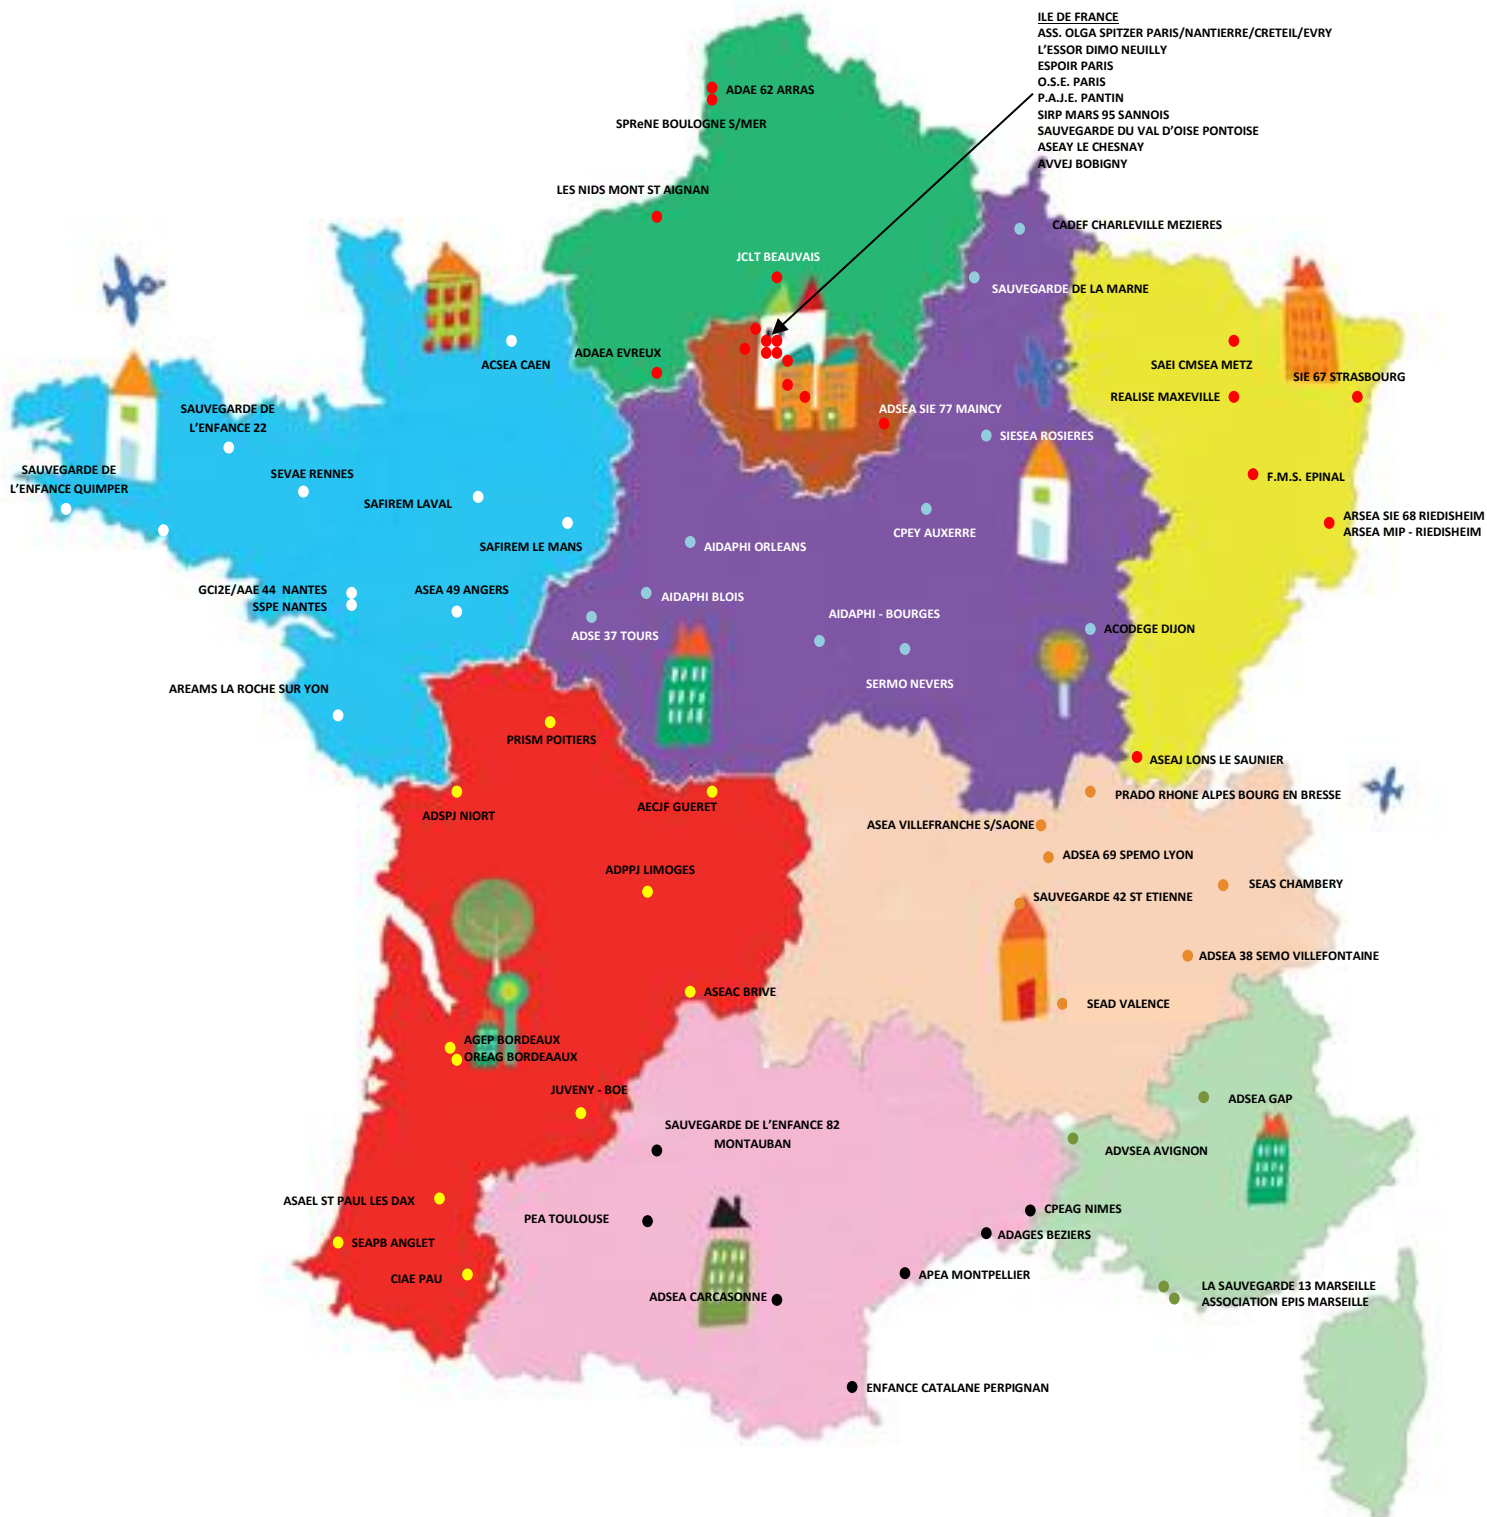 ILE DE FRANCE
ASS. OLGA SPITZER PARIS/NANTIERRE/CRETEIL/EVRY
L'ESSOR DIMO NEUILLY
ESPOIR PARIS
O.S.E. PARIS
P.A.J.E. PANTIN
SIRP MARS 95 SANNOIS
SAUVEGARDE DU VAL D'OISE PONTOISE
ASEAY LE CHESNAY
AVVEJ BOBIGNY
ADAE 62 ARRAS
SPReNE BOULOGNE S/MER
LES NIDS MONT ST AIGNAN
CADEF CHARLEVILLE MEZIERES
JCLT BEAUVAIS
SAUVEGARDE DE LA MARNE
ADAEA EVREUX
ACSEA CAEN
SAEI CMSEA METZ
SIE 67 STRASBOURG
REALISE MAXEVILLE
ADSEA SIE 77 MAINCY
SAUVEGARDE DE
L'ENFANCE 22
SIESEA ROSIERES
SAUVEGARDE DE
L'ENFANCE QUIMPER
SEVAE RENNES
F.M.S. EPINAL
SAFIREM LAVAL
ARSEA SIE 68 RIEDISHEIM
ARSEA MIP - RIEDISHEIM
CPEY AUXERRE
SAFIREM LE MANS
AIDAPHI ORLEANS
GCI2E/AAE 44 NANTES
SSPE NANTES
ASEA 49 ANGERS
AIDAPHI BLOIS
AIDAPHI - BOURGES
ADSE 37 TOURS
ACODEGE DIJON
SERMO NEVERS
AREAMS LA ROCHE SUR YON
PRISM POITIERS
ASEAJ LONS LE SAUNIER
PRADO RHONE ALPES BOURG EN BRESSE
AECJF GUERET
ADSPJ NIORT
ASEA VILLEFRANCHE S/SAONE
ADSEA 69 SPEMO LYON
ADPPJ LIMOGES
SEAS CHAMBERY
SAUVEGARDE 42 ST ETIENNE
ADSEA 38 SEMO VILLEFONTAINE
ASEAC BRIVE
SEAD VALENCE
AGEP BORDEAUX
OREAG BORDEAAUX
JUVENY - BOE
ADSEA GAP
SAUVEGARDE DE L'ENFANCE 82
MONTAUBAN
ADVSEA AVIGNON
ASAEL ST PAUL LES DAX
CPEAG NIMES
PEA TOULOUSE
ADAGES BEZIERS
SEAPB ANGLET
APEA MONTPELLIER
CIAE PAU
LA SAUVEGARDE 13 MARSEILLE
ASSOCIATION EPIS MARSEILLE
ADSEA CARCASONNE
ENFANCE CATALANE PERPIGNAN